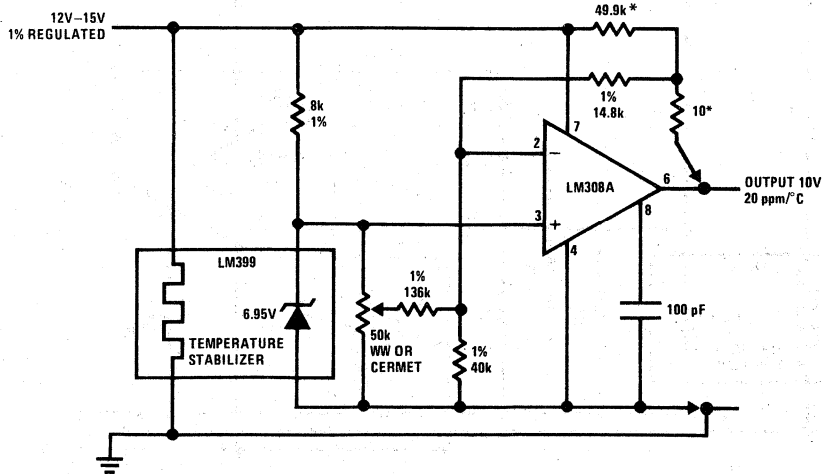 12V–15V
1% REGULATED
49.9k*
1%
14.8k
10*
8k
1%
7
2
−
LM308A
6
OUTPUT 10V
20 ppm/°C
3
+
8
4
LM399
1%
136k
6.95V
50k
WW OR
CERMET
100 pF
TEMPERATURE
STABILIZER
1%
40k